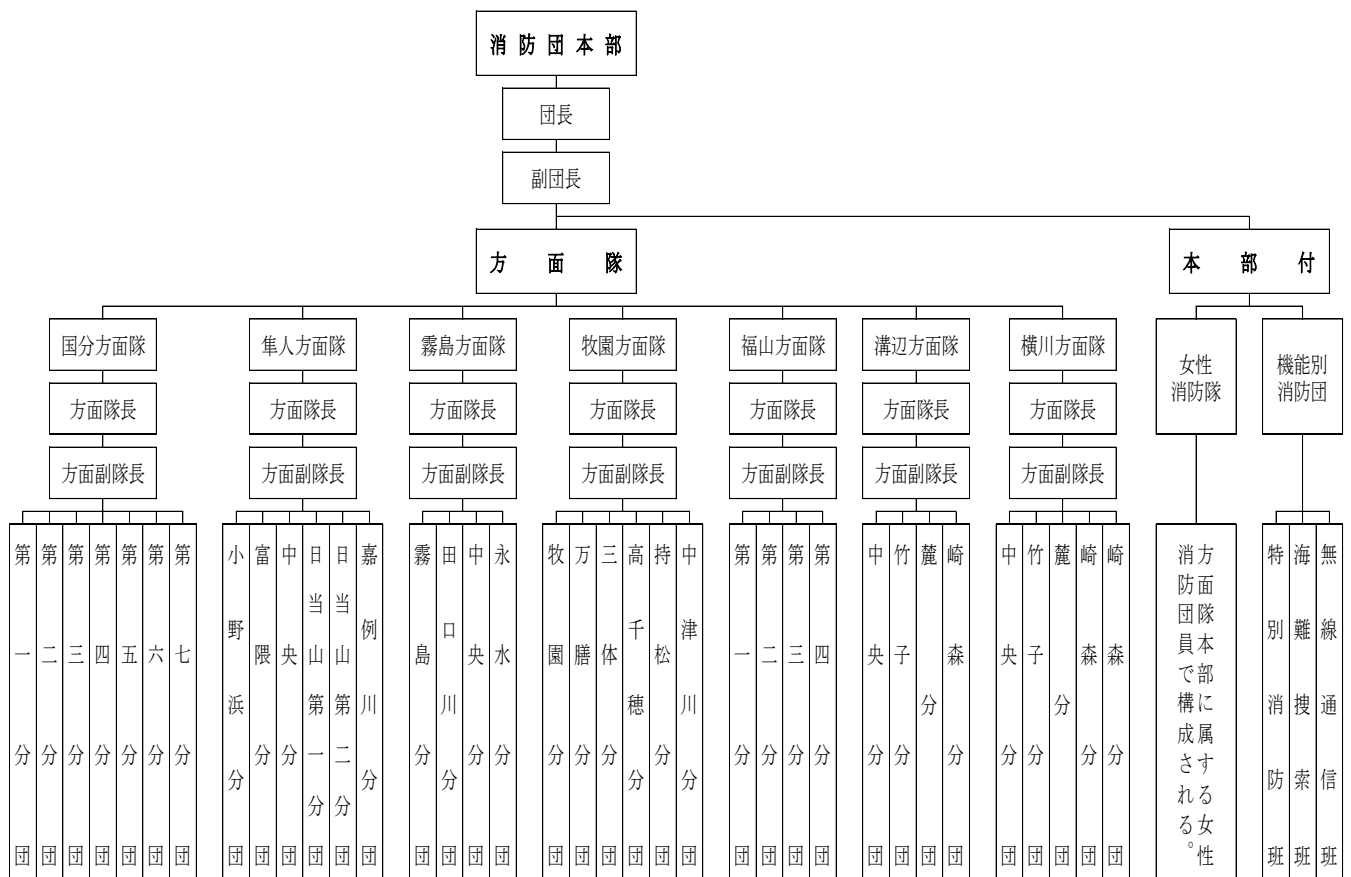 消防団本部
団長
副団長
方面隊
本部付
国分方面隊
隼人方面隊
霧島方面隊
牧園方面隊
福山方面隊
溝辺方面隊
横川方面隊
女性
消防隊
機能別
消防団
方面隊長
方面隊長
方面隊長
方面隊長
方面隊長
方面隊長
方面隊長
方面副隊長
方面副隊長
方面副隊長
方面副隊長
方面副隊長
方面副隊長
方面副隊長
第一分団
第二分団
第三分団
第四分団
第五分団
第六分団
第七分団
小野浜分団
富隈分団
中央分団
日当山第一分団
日当山第二分団
嘉例川分団
霧島分団
田口川分団
中央分団
永水分団
牧園分団
万膳分団
三体分団
高千穂分団
持松分団
中津川分団
第一分団
第二分団
第三分団
第四分団
中央分団
竹子分団
麓分団
崎森分団
中央分団
竹子分団
麓分団
崎森分団
崎森分団
方面隊本部に属する女性
消防団員で構成される。
特別消防班
海難捜索班
無線通信班